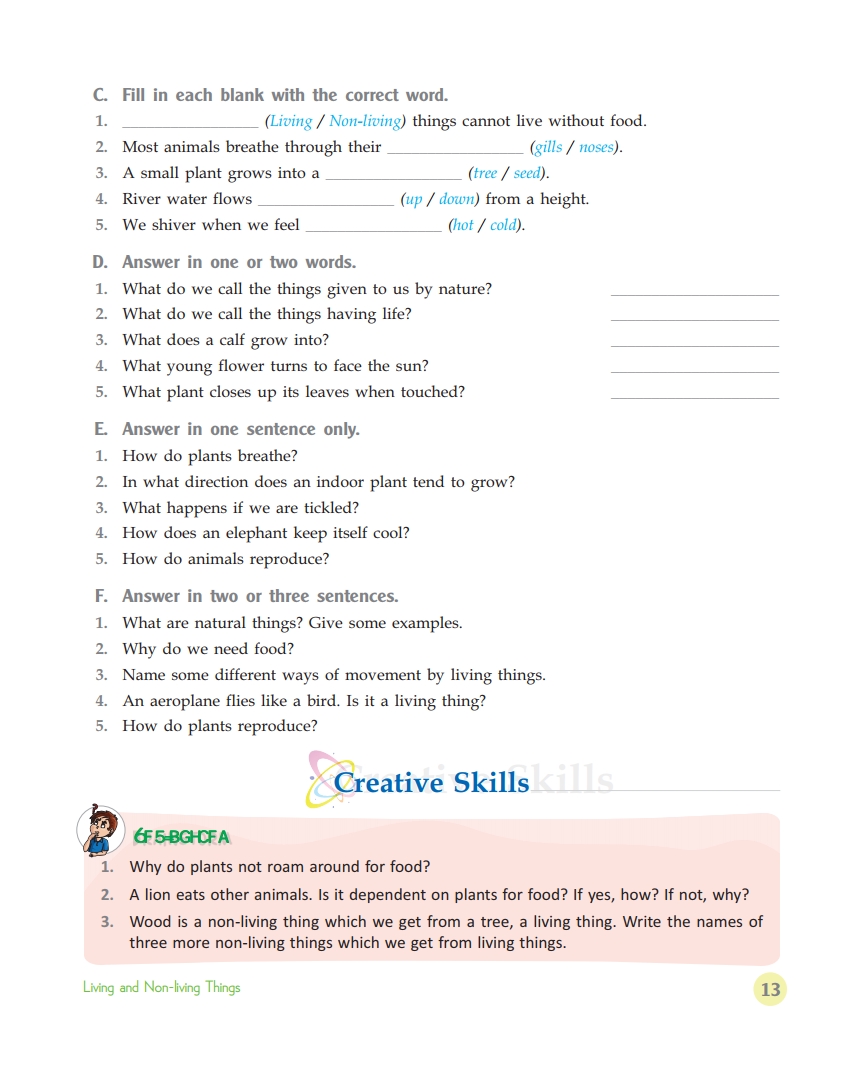 C. Fill in each blank with the correct word.
1. ________________ (Living / Non-living) things cannot live without food.
2. Most animals breathe through their ________________ (gills / noses).
3. A small plant grows into a ________________ (tree / seed).
4. River water flows ________________ (up / down) from a height.
5. We shiver when we feel ________________ (hot / cold).
D. Answer in one or two words.
1. What do we call the things given to us by nature? ____________________
2. What do we call the things having life? ____________________
3. What does a calf grow into? ____________________
4. What young flower turns to face the sun? ____________________
5. What plant closes up its leaves when touched? ____________________
E. Answer in one sentence only.
1. How do plants breathe?
2. In what direction does an indoor plant tend to grow?
3. What happens if we are tickled?
4. How does an elephant keep itself cool?
5. How do animals reproduce?
F. Answer in two or three sentences.
1. What are natural things? Give some examples.
2. Why do we need food?
3. Name some different ways of movement by living things.
4. An aeroplane flies like a bird. Is it a living thing?
5. How do plants reproduce?
Creative Skills
1. Why do plants not roam around for food?
2. A lion eats other animals. Is it dependent on plants for food? If yes, how? If not, why?
3. Wood is a non-living thing which we get from a tree, a living thing. Write the names of
three more non-living things which we get from living things.
Living and Non-living Things
13